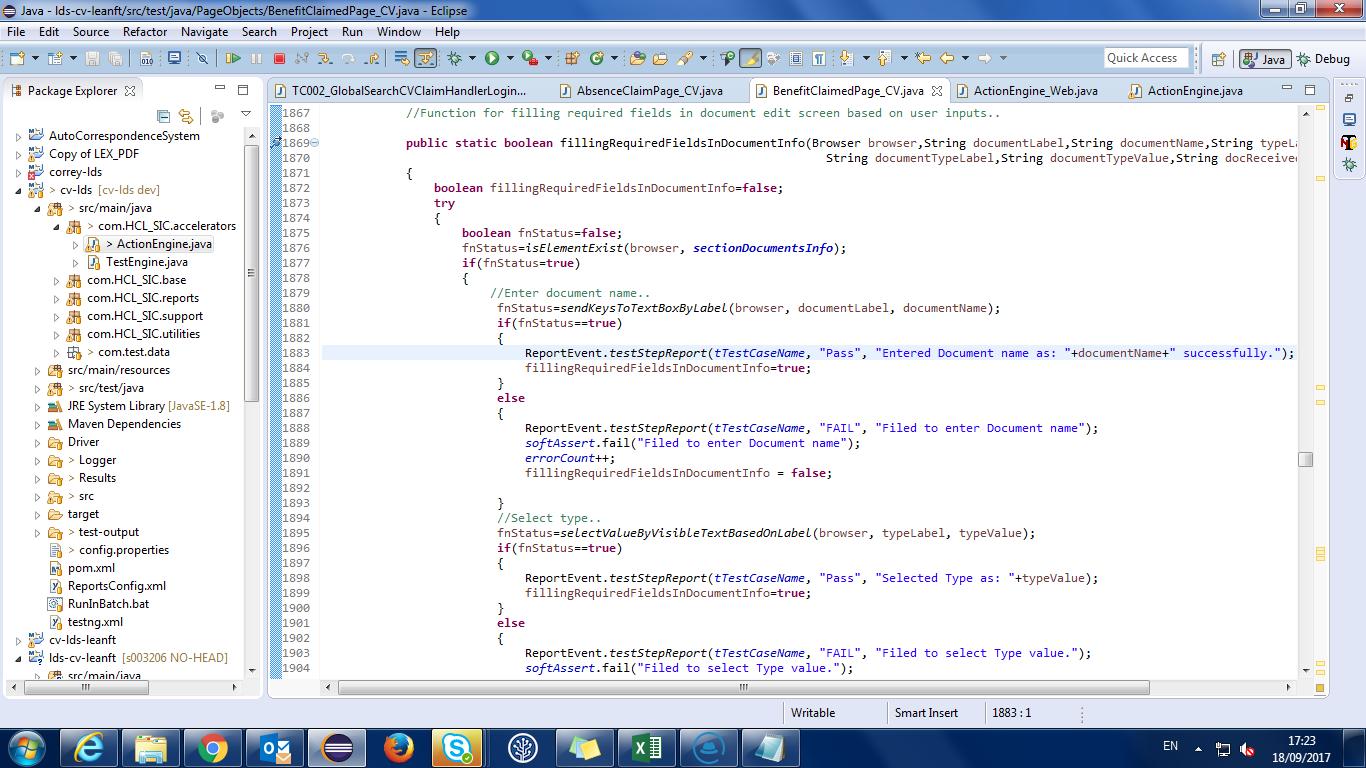 Java - lds-cv-leanft/src/test/java/PageObjects/BenefitClaimedPage_CV.java - Eclipse
File Edit Source Refactor Navigate Search Project Run Window Help
Quick Access Java Debug
Package Explorer
TC002_GlobalSearchCVClaimHandlerLogin... AbsenceClaimPage_CV.java BenefitClaimedPage_CV.java ActionEngine_Web.java ActionEngine.java
AutoCorrespondenceSystem
Copy of LEX_PDF
correy-lds
> cv-lds [cv-lds dev]
> src/main/java
> com.HCL_SIC.accelerators
> ActionEngine.java
TestEngine.java
com.HCL_SIC.base
com.HCL_SIC.reports
com.HCL_SIC.support
com.HCL_SIC.utilities
> com.test.data
src/main/resources
> src/test/java
JRE System Library [JavaSE-1.8]
Maven Dependencies
Driver
> Logger
> Results
> src
target
> test-output
> config.properties
pom.xml
ReportsConfig.xml
RunInBatch.bat
testng.xml
cv-lds-leanft
lds-cv-leanft [s003206 NO-HEAD]
src/main/java
1867 //Function for filling required fields in document edit screen based on user inputs..
1868
1869 public static boolean fillingRequiredFieldsInDocumentInfo(Browser browser,String documentLabel,String documentName,String typeL
1870 String documentTypeLabel,String documentTypeValue,String docReceive
1871 {
1872 boolean fillingRequiredFieldsInDocumentInfo=false;
1873 try
1874 {
1875 boolean fnStatus=false;
1876 fnStatus=isElementExist(browser, sectionDocumentsInfo);
1877 if(fnStatus=true)
1878 {
1879 //Enter document name..
1880 fnStatus=sendKeysToTextBoxByLabel(browser, documentLabel, documentName);
1881 if(fnStatus==true)
1882 {
1883 ReportEvent.testStepReport(tTestCaseName, "Pass", "Entered Document name as: "+documentName+" successfully.");
1884 fillingRequiredFieldsInDocumentInfo=true;
1885 }
1886 else
1887 {
1888 ReportEvent.testStepReport(tTestCaseName, "FAIL", "Filed to enter Document name");
1889 softAssert.fail("Filed to enter Document name");
1890 errorCount++;
1891 fillingRequiredFieldsInDocumentInfo = false;
1892
1893 }
1894 //Select type..
1895 fnStatus=selectValueByVisibleTextBasedOnLabel(browser, typeLabel, typeValue);
1896 if(fnStatus==true)
1897 {
1898 ReportEvent.testStepReport(tTestCaseName, "Pass", "Selected Type as: "+typeValue);
1899 fillingRequiredFieldsInDocumentInfo=true;
1900 }
1901 else
1902 {
1903 ReportEvent.testStepReport(tTestCaseName, "FAIL", "Filed to select Type value.");
1904 softAssert.fail("Filed to select Type value.");
Writable Smart Insert 1883 : 1
EN 17:23
18/09/2017